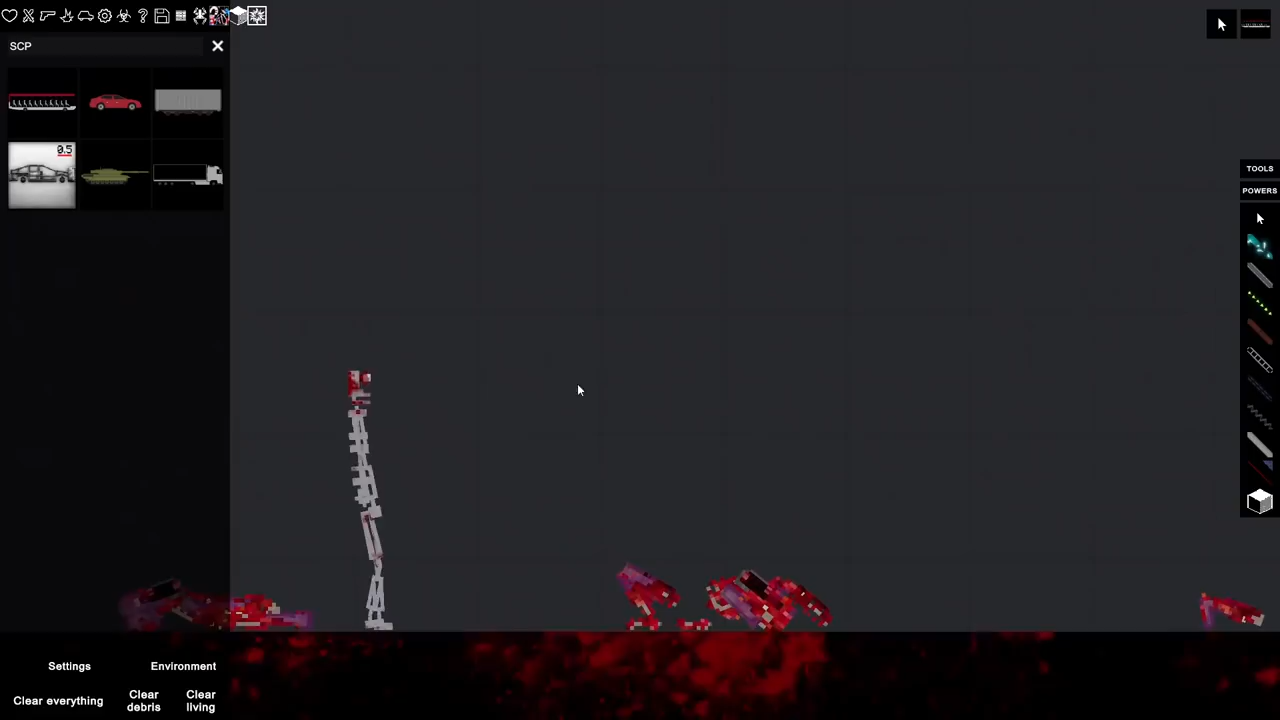 SCP
0.5
TOOLS
POWERS
Settings
Environment
Clear everything
Clear
debris
Clear
living